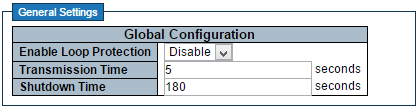 General Settings
Global Configuration
Enable Loop Protection Disable
Transmission Time 5 seconds
Shutdown Time 180 seconds